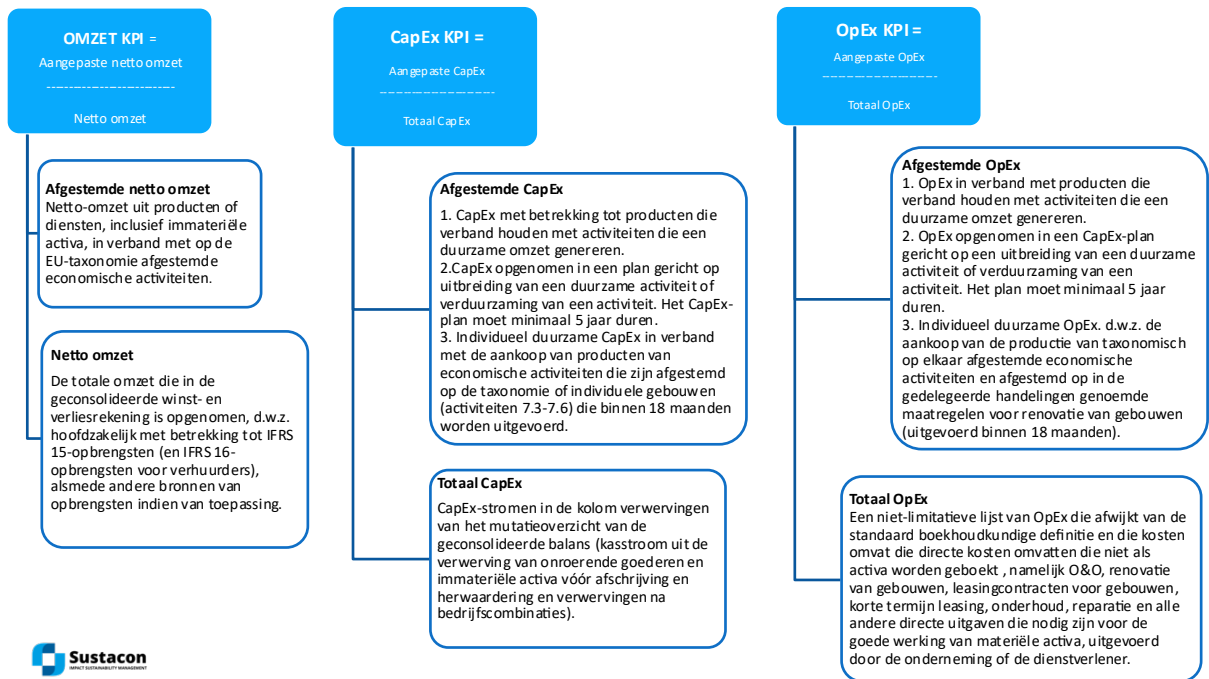 OMZET KPI =
Aangepaste netto omzet
-----------------------------
Netto omzet
Afgestemde netto omzet
Netto-omzet uit producten of
diensten, inclusief immateriële
activa, in verband met op de
EU-taxonomie afgestemde
economische activiteiten.
Netto omzet
De totale omzet die in de
geconsolideerde winst- en
verliesrekening is opgenomen, d.w.z.
hoofdzakelijk met betrekking tot IFRS
15-opbrengsten (en IFRS 16-
opbrengsten voor verhuurders),
alsmede andere bronnen van
opbrengsten indien van toepassing.
CapEx KPI =
Aangepaste CapEx
----------------------------
Totaal CapEx
Afgestemde CapEx
1. CapEx met betrekking tot producten die
verband houden met activiteiten die een
duurzame omzet genereren.
2.CapEx opgenomen in een plan gericht op
uitbreiding van een duurzame activiteit of
verduurzaming van een activiteit. Het CapEx-
plan moet minimaal 5 jaar duren.
3. Individueel duurzame CapEx in verband
met de aankoop van producten van
economische activiteiten die zijn afgestemd
op de taxonomie of individuele gebouwen
(activiteiten 7.3-7.6) die binnen 18 maanden
worden uitgevoerd.
Totaal CapEx
CapEx-stromen in de kolom verwervingen
van het mutatieoverzicht van de
geconsolideerde balans (kasstroom uit de
verwerving van onroerende goederen en
immateriële activa vóór afschrijving en
herwaardering en verwervingen na
bedrijfscombinaties).
OpEx KPI =
Aangepaste OpEx
----------------------------
Totaal OpEx
Afgestemde OpEx
1. OpEx in verband met producten die
verband houden met activiteiten die een
duurzame omzet genereren.
2. OpEx opgenomen in een CapEx-plan
gericht op een uitbreiding van een duurzame
activiteit of verduurzaming van een
activiteit. Het plan moet minimaal 5 jaar
duren.
3. Individueel duurzame OpEx. d.w.z. de
aankoop van de productie van taxonomisch
op elkaar afgestemde economische
activiteiten en afgestemd op in de
gedelegeerde handelingen genoemde
maatregelen voor renovatie van gebouwen
(uitgevoerd binnen 18 maanden).
Totaal OpEx
Een niet-limitatieve lijst van OpEx die afwijkt van de
standaard boekhoudkundige definitie en die kosten
omvat die directe kosten omvatten die niet als
activa worden geboekt , namelijk O&O, renovatie
van gebouwen, leasingcontracten voor gebouwen,
korte termijn leasing, onderhoud, reparatie en alle
andere directe uitgaven die nodig zijn voor de
goede werking van materiële activa, uitgevoerd
door de onderneming of de dienstverlener.
Sustacon
IMPACT SUSTAINABILITY MANAGEMENT